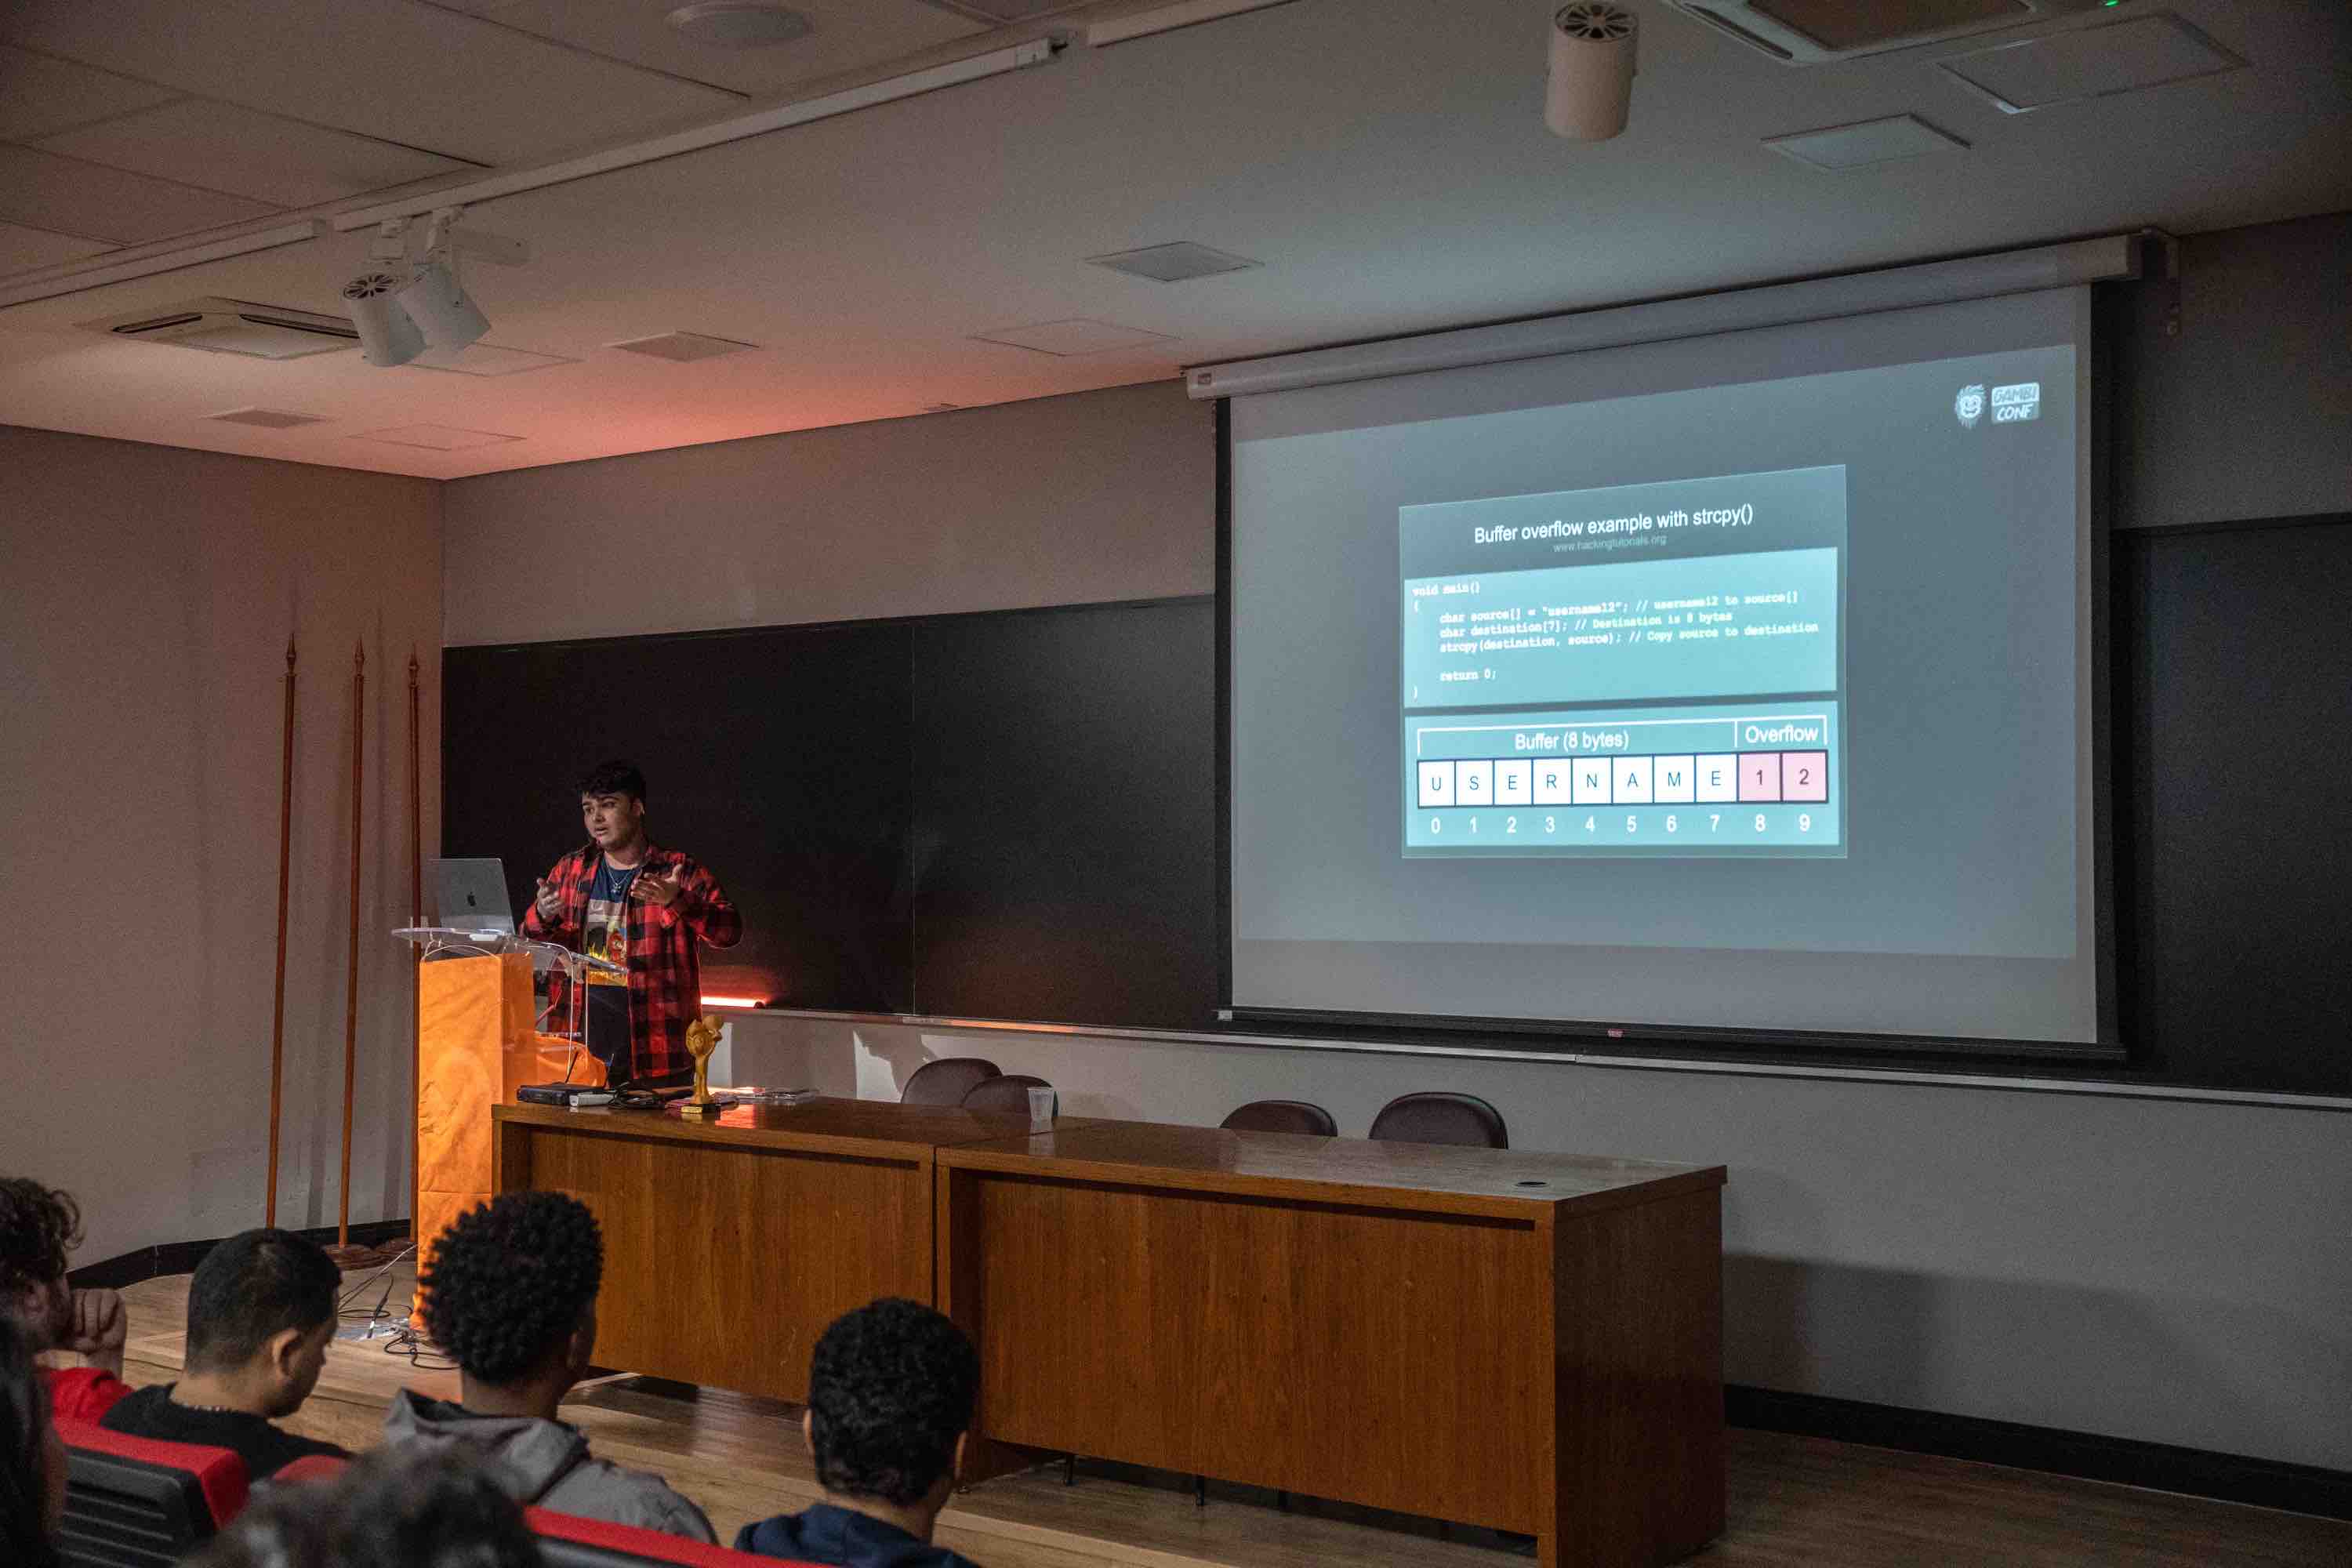 GAMBI
CONF
Buffer overflow example with strcpy()
www.hackingtutorials.org
void main()
{
char source[] = "username12"; // username12 to source[]
char destination[7]; // Destination is 8 bytes
strcpy(destination, source); // Copy source to destination
return 0;
}
Buffer (8 bytes) Overflow
U S E R N A M E 1 2
0 1 2 3 4 5 6 7 8 9